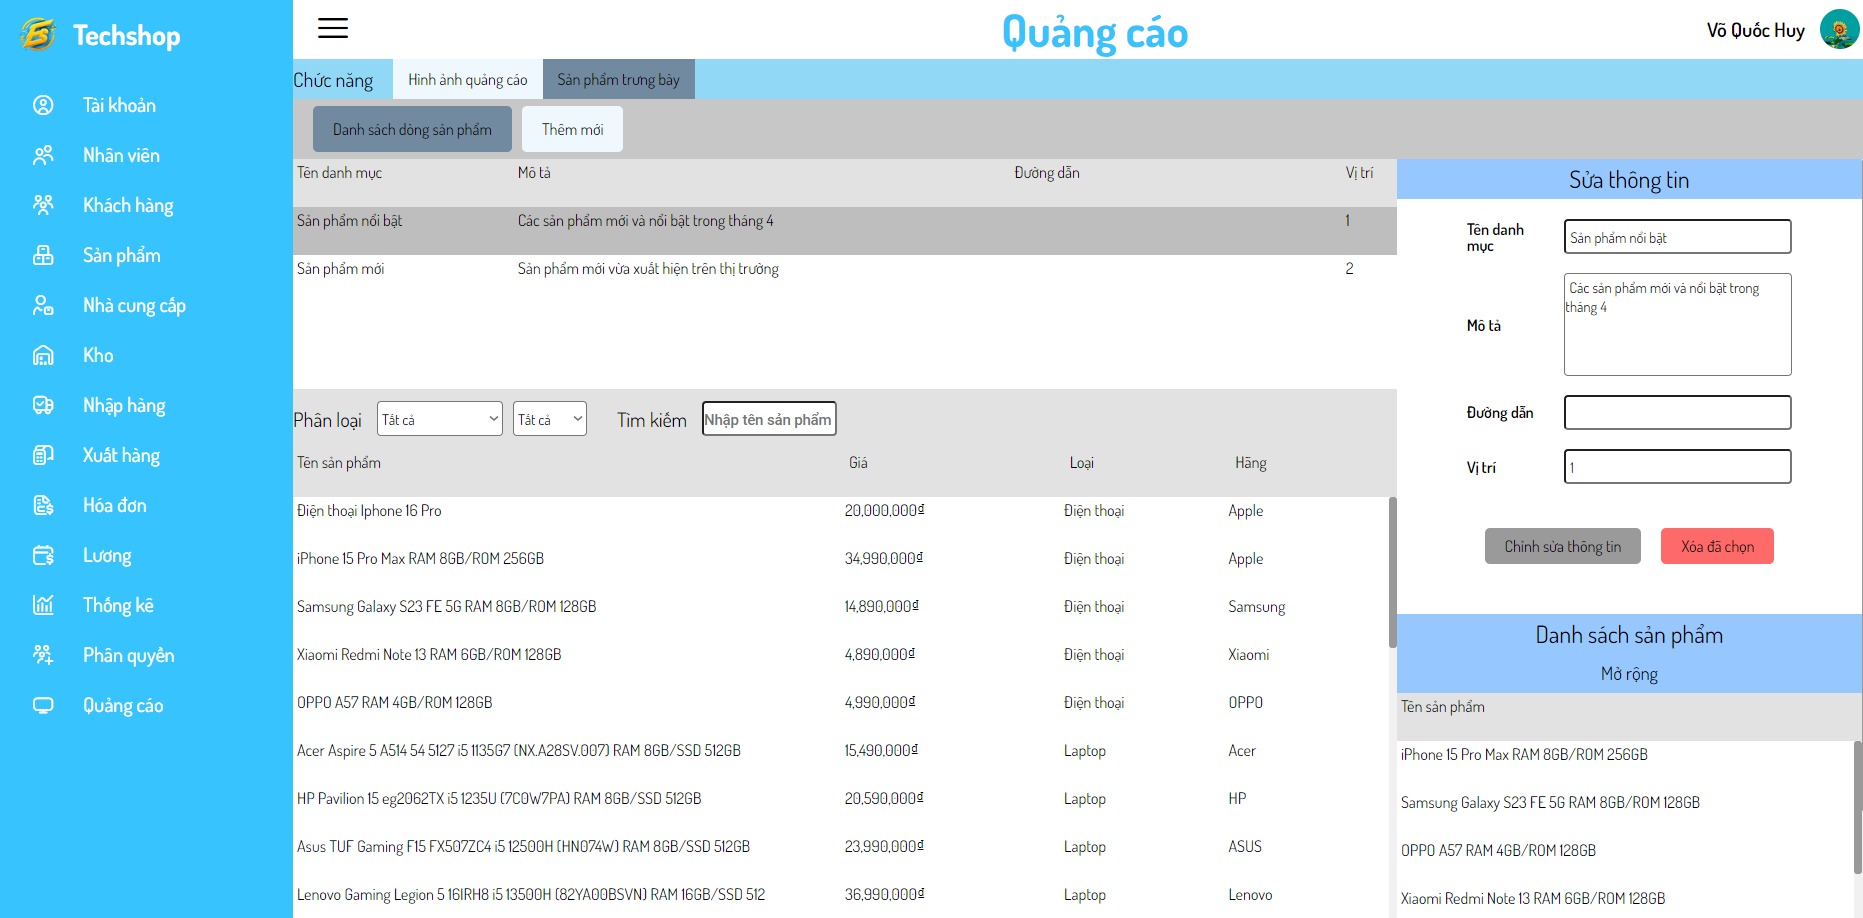 Techshop
Quảng cáo
Võ Quốc Huy
Tài khoản
Nhân viên
Khách hàng
Sản phẩm
Nhà cung cấp
Kho
Nhập hàng
Xuất hàng
Hóa đơn
Lương
Thống kê
Phân quyền
Quảng cáo
Chức năng
Hình ảnh quảng cáo
Sản phẩm trưng bày
Danh sách dòng sản phẩm
Thêm mới
Tên danh mục Mô tả Đường dẫn Vị trí
Sản phẩm nổi bật Các sản phẩm mới và nổi bật trong tháng 4 1
Sản phẩm mới Sản phẩm mới vừa xuất hiện trên thị trường 2
Phân loại Tất cả Tất cả Tìm kiếm Nhập tên sản phẩm
Tên sản phẩm Giá Loại Hãng
Điện thoại Iphone 16 Pro 20,000,000₫ Điện thoại Apple
iPhone 15 Pro Max RAM 8GB/ROM 256GB 34,990,000₫ Điện thoại Apple
Samsung Galaxy S23 FE 5G RAM 8GB/ROM 128GB 14,890,000₫ Điện thoại Samsung
Xiaomi Redmi Note 13 RAM 6GB/ROM 128GB 4,890,000₫ Điện thoại Xiaomi
OPPO A57 RAM 4GB/ROM 128GB 4,990,000₫ Điện thoại OPPO
Acer Aspire 5 A514 54 5127 i5 1135G7 (NX.A28SV.007) RAM 8GB/SSD 512GB 15,490,000₫ Laptop Acer
HP Pavilion 15 eg2062TX i5 1235U (7C0W7PA) RAM 8GB/SSD 512GB 20,590,000₫ Laptop HP
Asus TUF Gaming F15 FX507ZC4 i5 12500H (HN074W) RAM 8GB/SSD 512GB 23,990,000₫ Laptop ASUS
Lenovo Gaming Legion 5 16IRH8 i5 13500H (82YA00BSVN) RAM 16GB/SSD 512 36,990,000₫ Laptop Lenovo
Sửa thông tin
Tên danh
mục
Sản phẩm nổi bật
Mô tả
Các sản phẩm mới và nổi bật trong
tháng 4
Đường dẫn
Vị trí
1
Chỉnh sửa thông tin
Xóa đã chọn
Danh sách sản phẩm
Mở rộng
Tên sản phẩm
iPhone 15 Pro Max RAM 8GB/ROM 256GB
Samsung Galaxy S23 FE 5G RAM 8GB/ROM 128GB
OPPO A57 RAM 4GB/ROM 128GB
Xiaomi Redmi Note 13 RAM 6GB/ROM 128GB